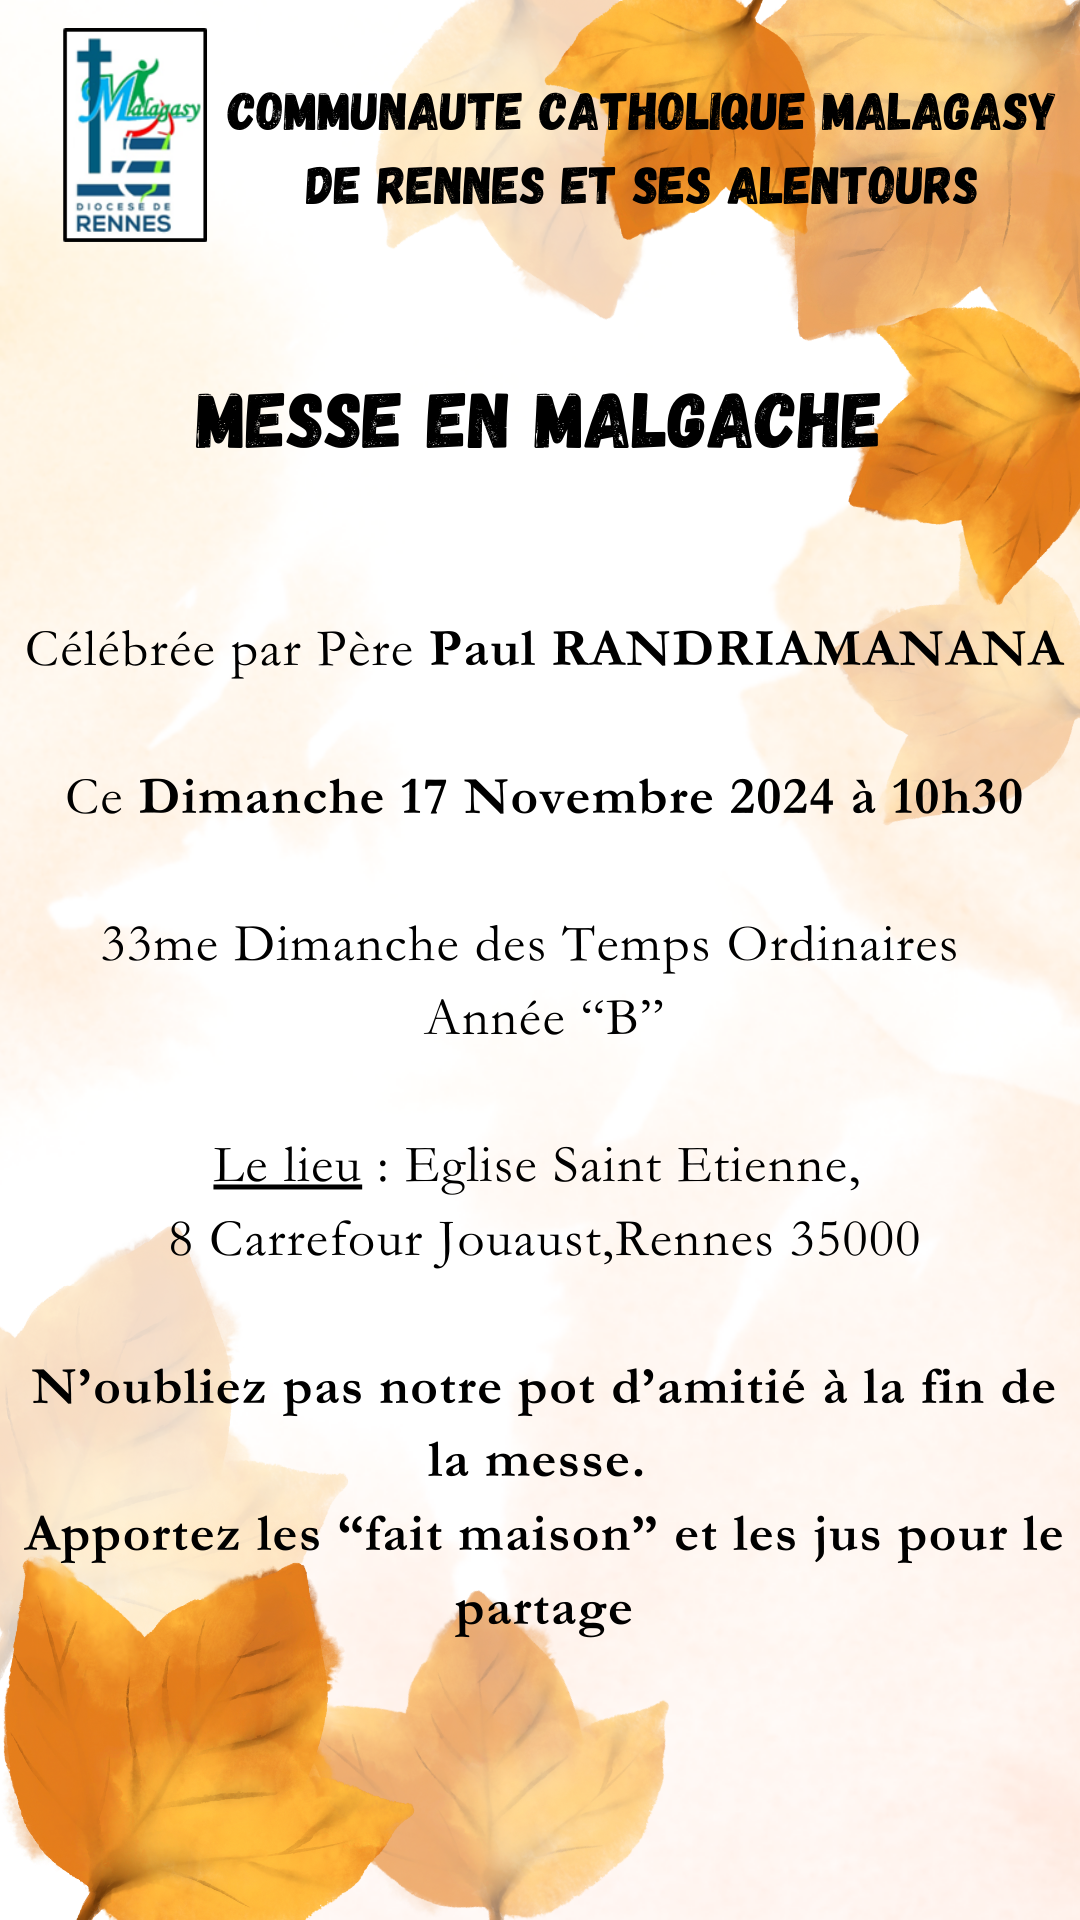 Malagasy
DIOCESE DE
RENNES
COMMUNAUTE CATHOLIQUE MALAGASY
DE RENNES ET SES ALENTOURS
MESSE EN MALGACHE
Célébrée par Père Paul RANDRIAMANANA
Ce Dimanche 17 Novembre 2024 à 10h30
33me Dimanche des Temps Ordinaires
Année “B”
Le lieu : Eglise Saint Etienne,
8 Carrefour Jouaust,Rennes 35000
N’oubliez pas notre pot d’amitié à la fin de
la messe.
Apportez les “fait maison” et les jus pour le
partage